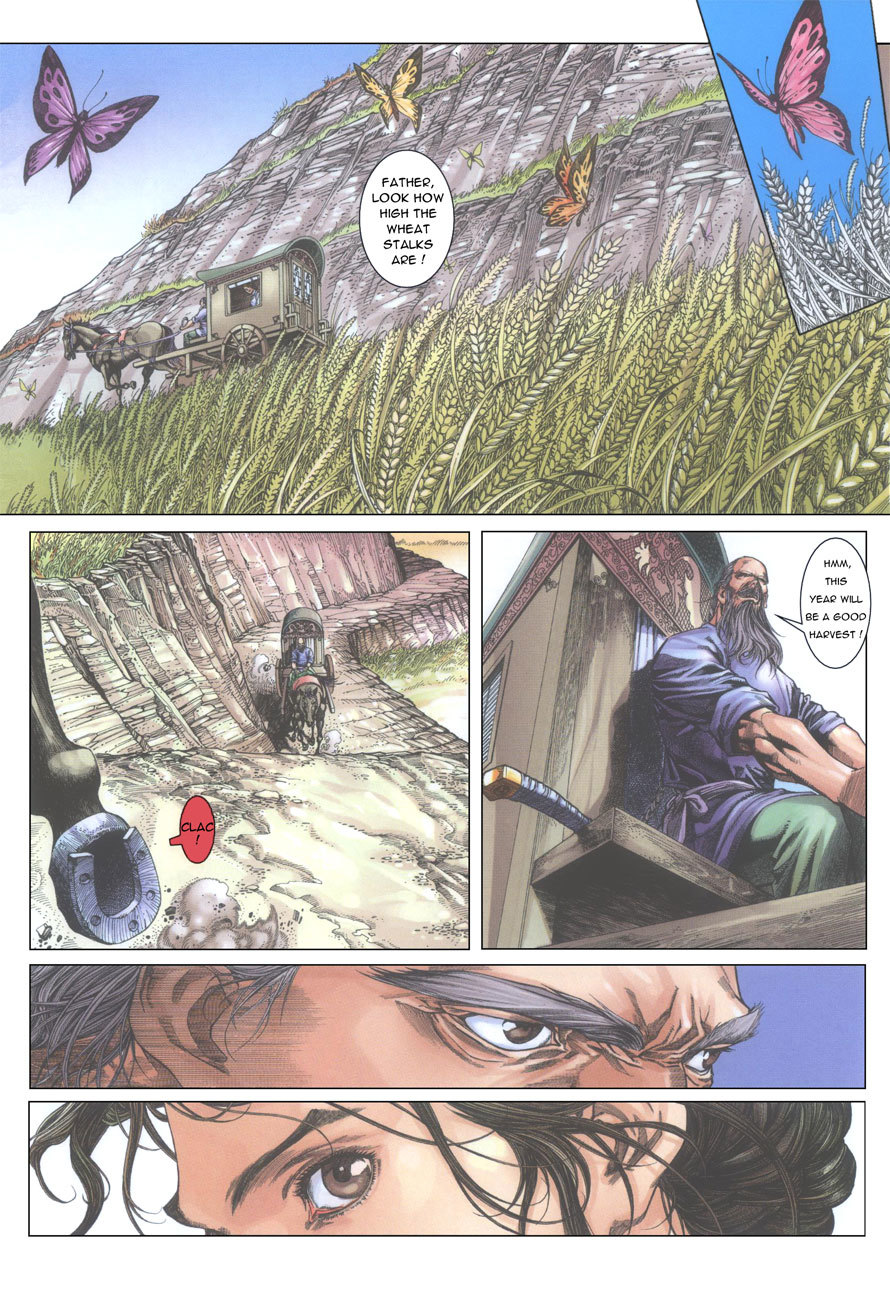 FATHER,
LOOK HOW
HIGH THE
WHEAT
STALKS
ARE !
CLAC
!
HMM,
THIS
YEAR WILL
BE A GOOD
HARVEST !